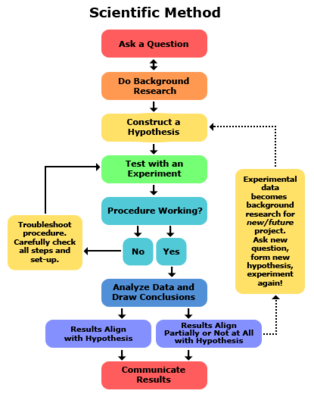 Scientific Method
Ask a Question
Do Background
Research
Construct a
Hypothesis
Test with an
Experiment
Procedure Working?
No
Yes
Troubleshoot
procedure.
Carefully check
all steps and
set-up.
Experimental
data
becomes
background
research for
new/future
project.
Ask new
question,
form new
hypothesis,
experiment
again!
Analyze Data and
Draw Conclusions
Results Align
with Hypothesis
Results Align
Partially or Not at All
with Hypothesis
Communicate
Results